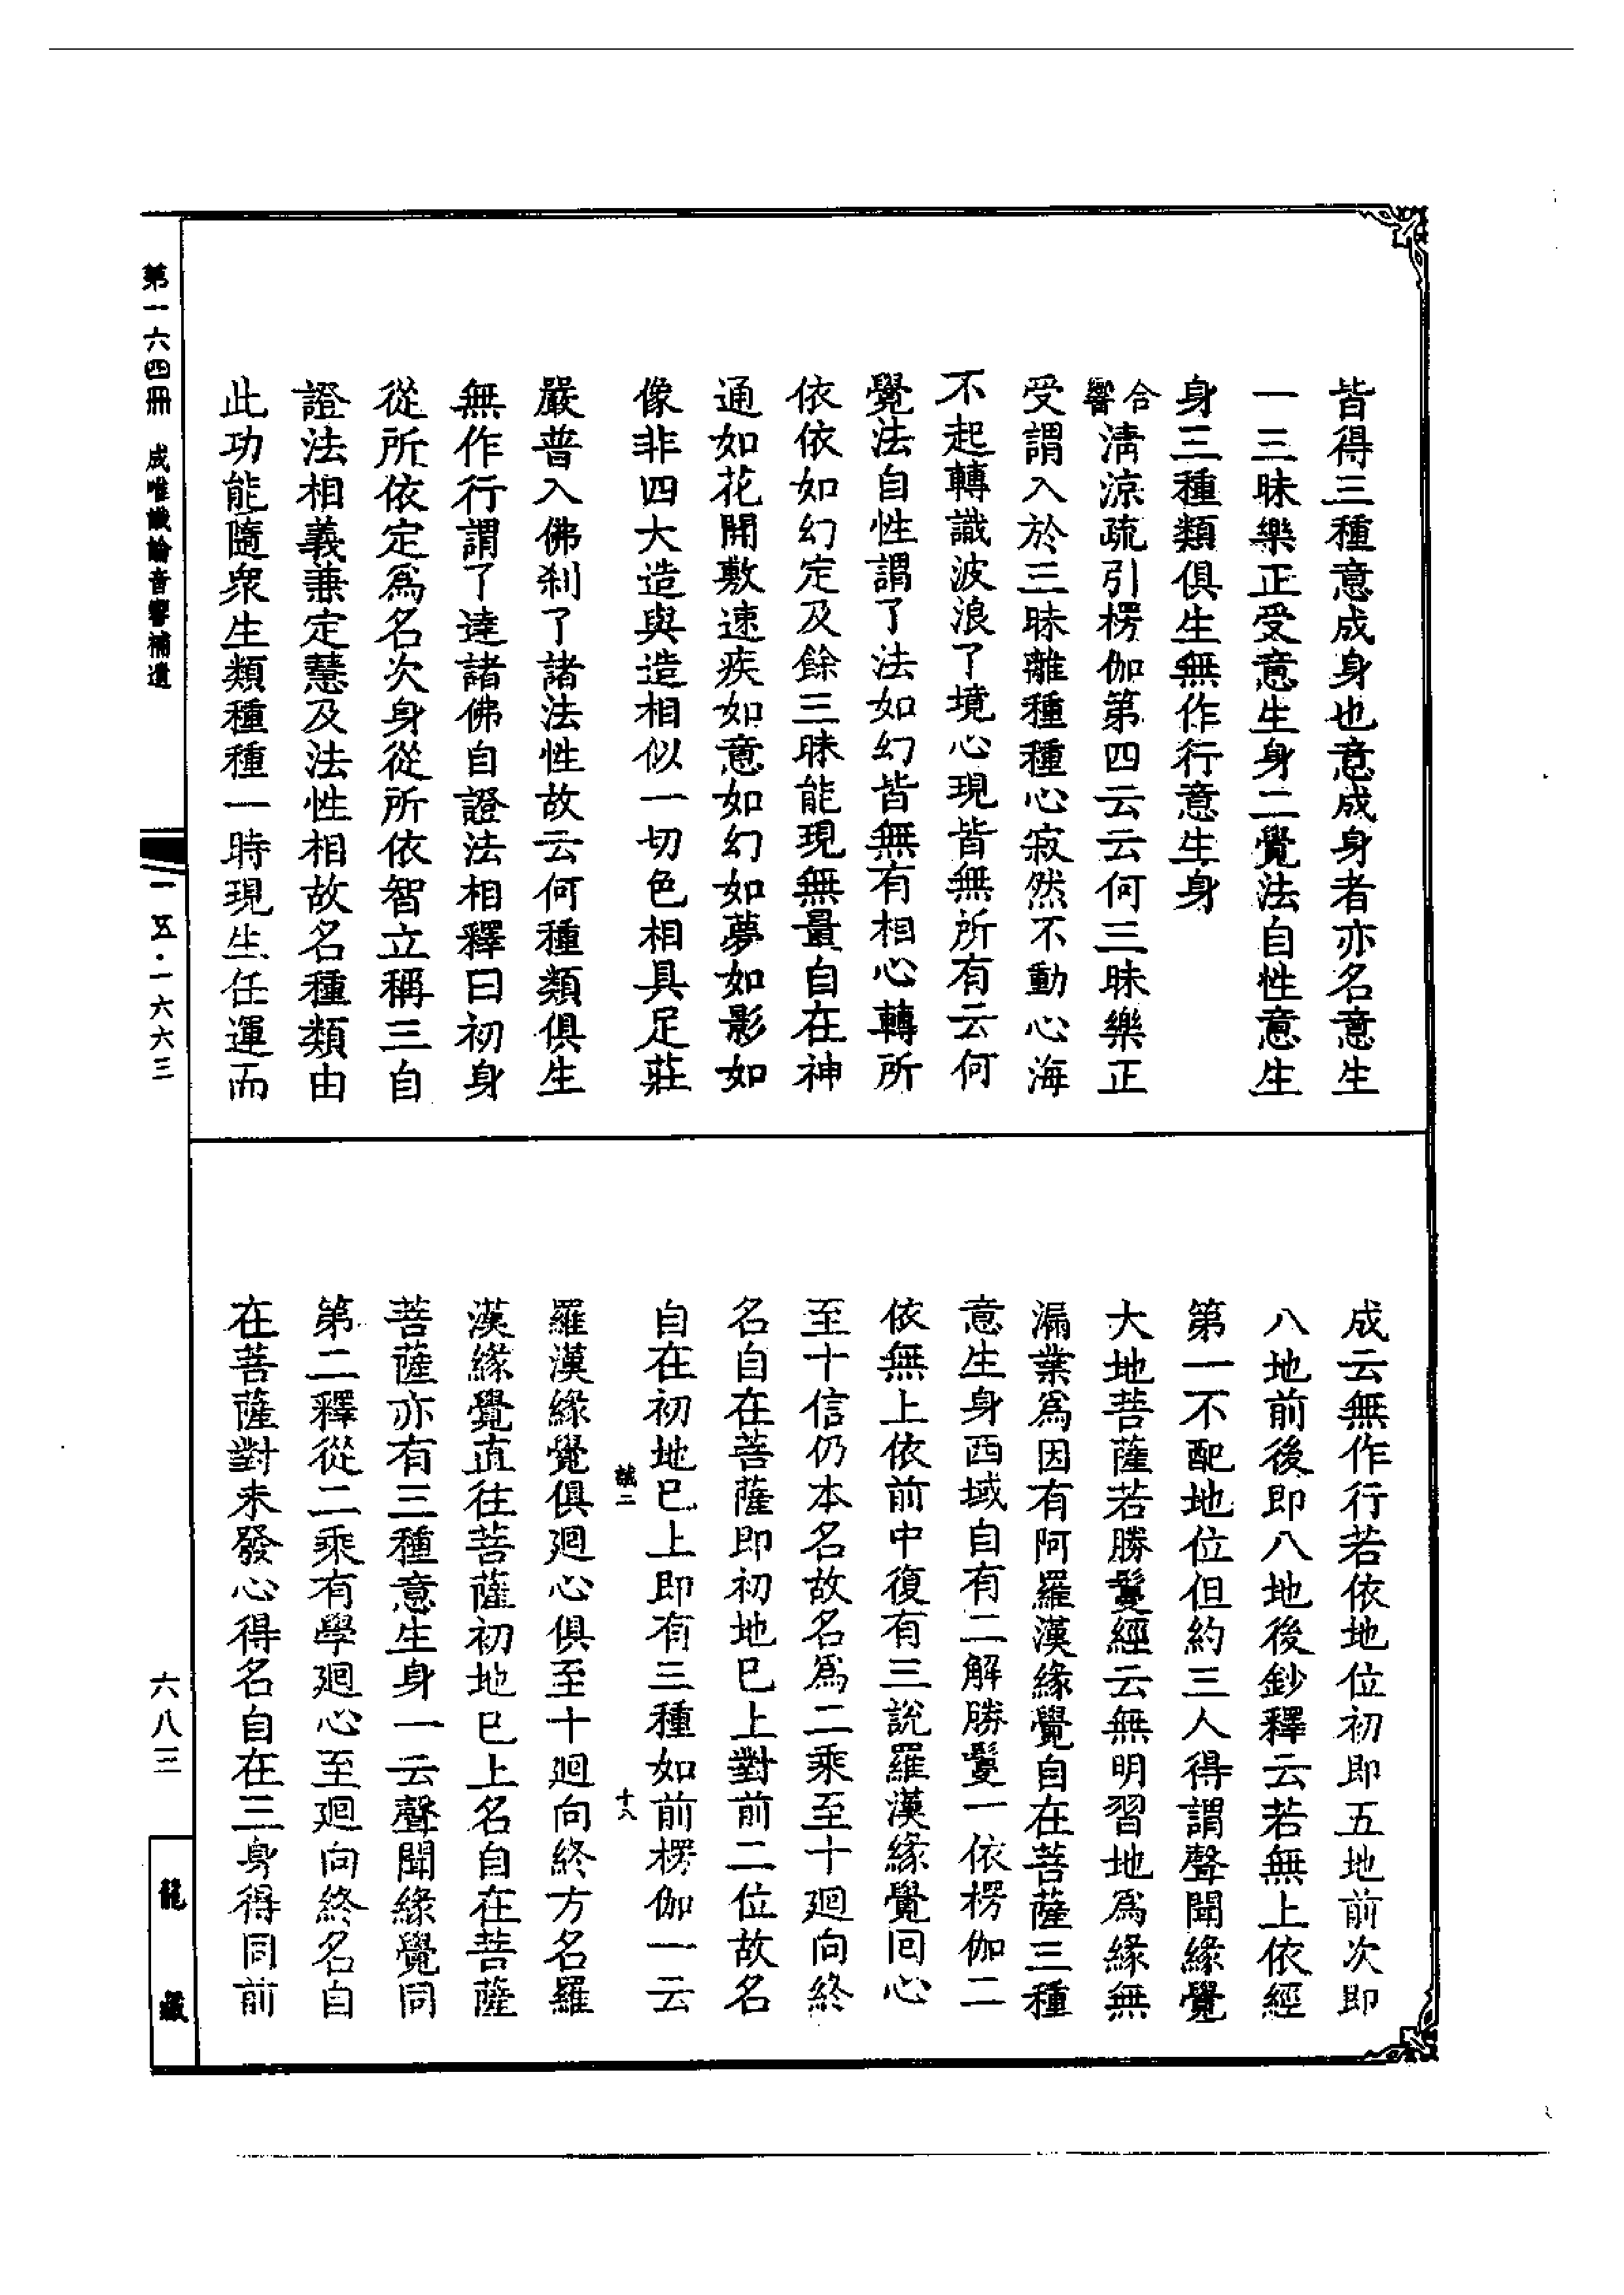 皆得三種意成身也意成身者亦名意生
一三昧樂正受意生身二覺法自性意生
身三種類俱生無作行意生身
合響清涼疏引楞伽第四云云何三昧樂正
受謂入於三昧離種種心寂然不動心海
不起轉識波浪了境心現皆無所有云何
覺法自性謂了法如幻皆無有相心轉所
依依如幻定及餘三昧能現無量自在神
通如花開敷速疾如意如幻如夢如影如
像非四大造與造相似一切色相具足莊
嚴普入佛刹了諸法性故云何種類俱生
無作行謂了達諸佛自證法相釋曰初身
從所依定爲名次身從所依智立稱三自
證法相義兼定慧及法性相故名種類由
此功能隨衆生類種種一時現生任運而
成云無作行若依地位初即五地前次即
八地前後即八地後鈔釋云若無上依經
第一不配地位但約三人得謂聲聞緣覺
大地菩薩若勝鬘經云無明習地爲緣無
漏業爲因有阿羅漢緣覺自在菩薩三種
意生身西域自有二解勝鬘一依楞伽二
依無上依前中復有三說羅漢緣覺回心
至十信仍本名故名爲二乘至十廻向終
名自在菩薩即初地巳上對前二位故名
自在初地巳上即有三種如前楞伽一云
誠二 十八
羅漢緣覺俱廻心俱至十廻向終方名羅
漢緣覺直往菩薩初地巳上名自在菩薩
菩薩亦有三種意生身一云聲聞緣覺同
第二釋從二乘有學廻心至廻向終名自
在菩薩對未發心得名自在三身得同前
第一六四冊 成唯識論音響補遺
一五·一六六三
六八三
龍藏